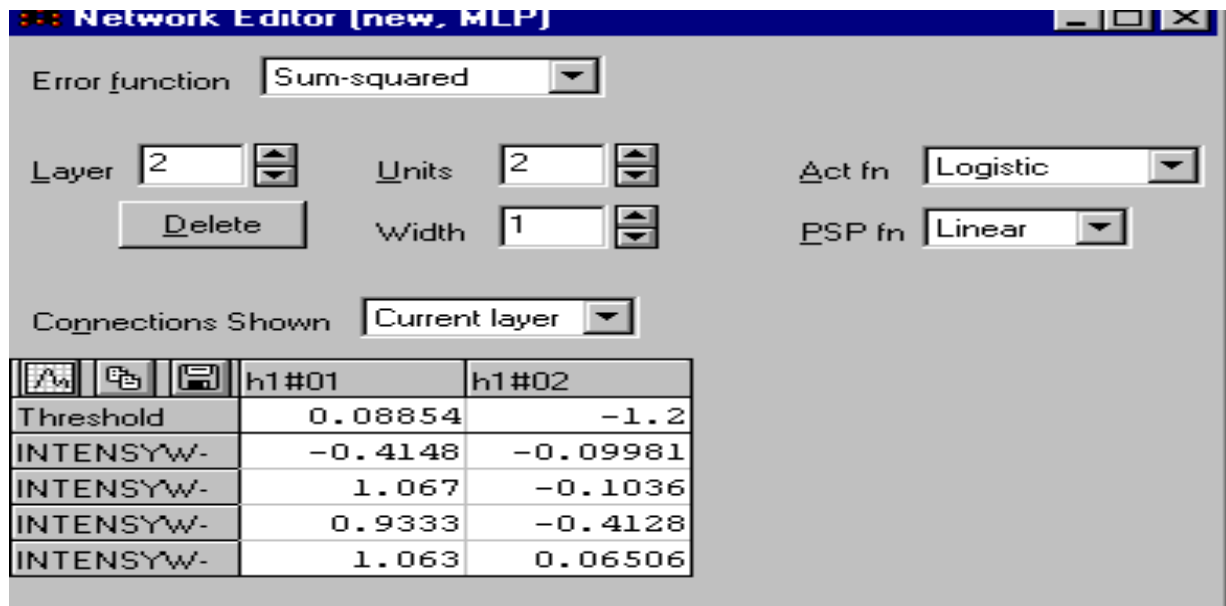 Network Editor [new, MLP]
Error function Sum-squared
Layer 2 Units 2 Act fn Logistic
Delete Width 1 PSP fn Linear
Connections Shown Current layer
h1#01 h1#02
Threshold 0.08854 -1.2
INTENSYW- -0.4148 -0.09981
INTENSYW- 1.067 -0.1036
INTENSYW- 0.9333 -0.4128
INTENSYW- 1.063 0.06506